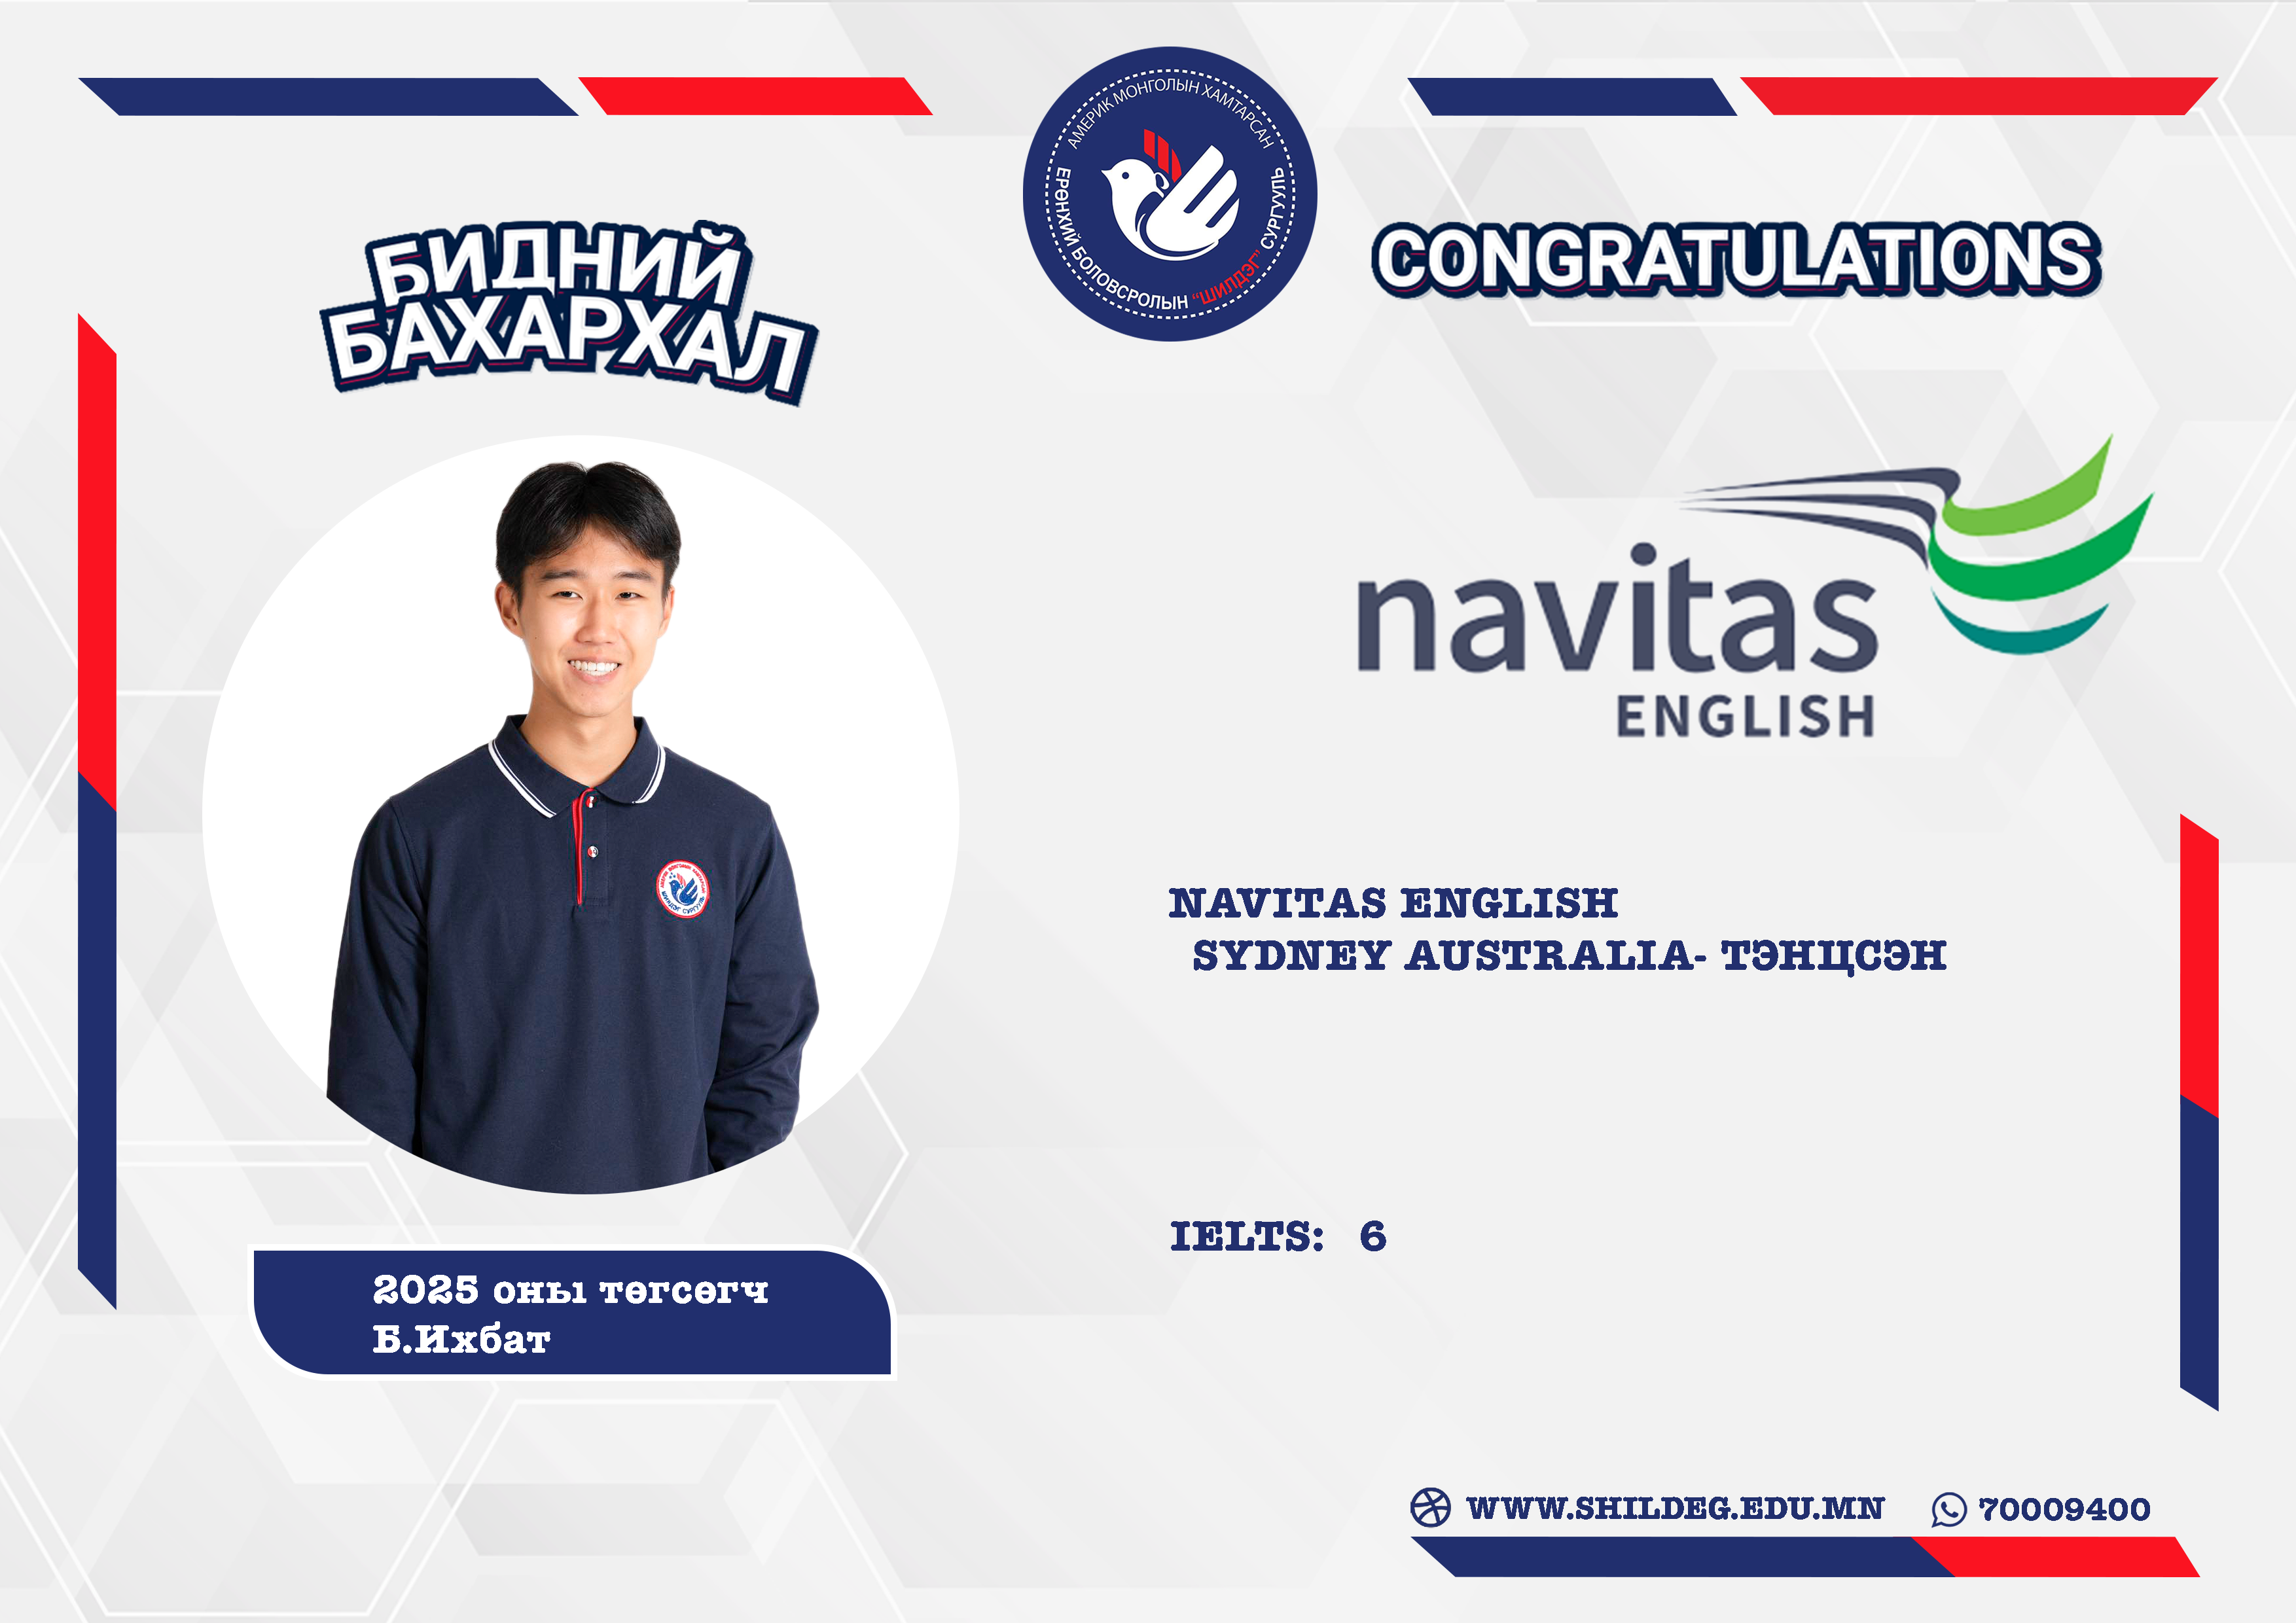 АМЕРИК МОНГОЛЫН ХАМТАРСАН
ЕРӨНХИЙ БОЛОВСРОЛЫН "ШИЛДЭГ" СУРГУУЛЬ
БИДНИЙ
БАХАРХАЛ
CONGRATULATIONS
navitas
ENGLISH
NAVITAS ENGLISH
SYDNEY AUSTRALIA- ТЭНЦСЭН
IELTS: 6
2025 оны төгсөгч
Б.Ихбат
WWW.SHILDEG.EDU.MN 70009400